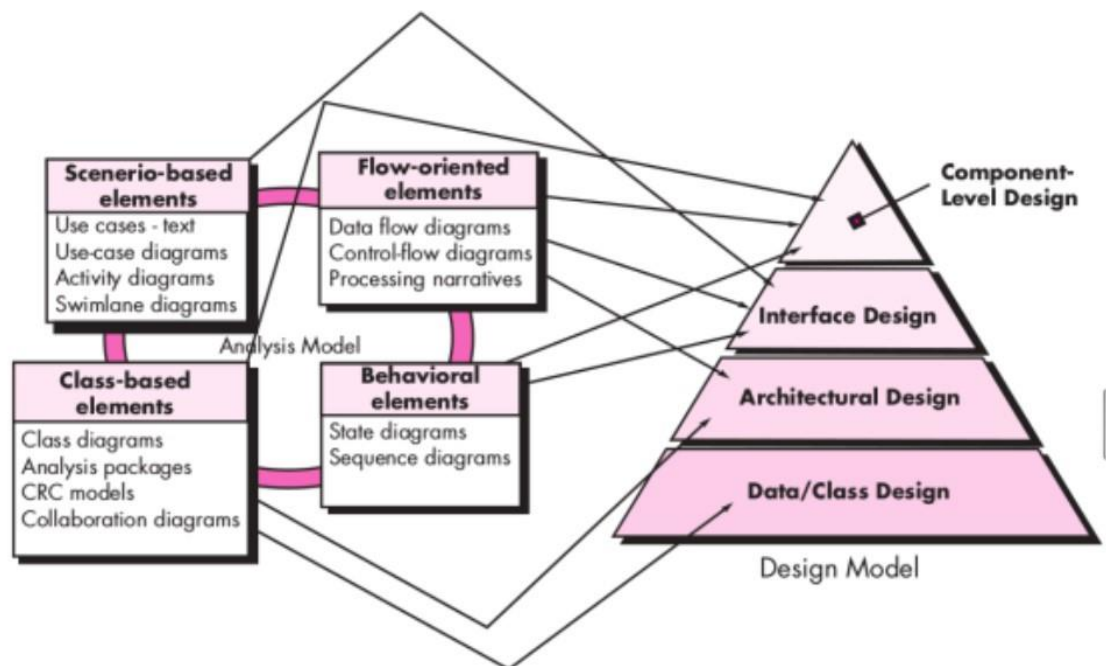 Scenerio-based
elements
Use cases - text
Use-case diagrams
Activity diagrams
Swimlane diagrams
Flow-oriented
elements
Data flow diagrams
Control-flow diagrams
Processing narratives
Analysis Model
Class-based
elements
Class diagrams
Analysis packages
CRC models
Collaboration diagrams
Behavioral
elements
State diagrams
Sequence diagrams
Component-
Level Design
Interface Design
Architectural Design
Data/Class Design
Design Model